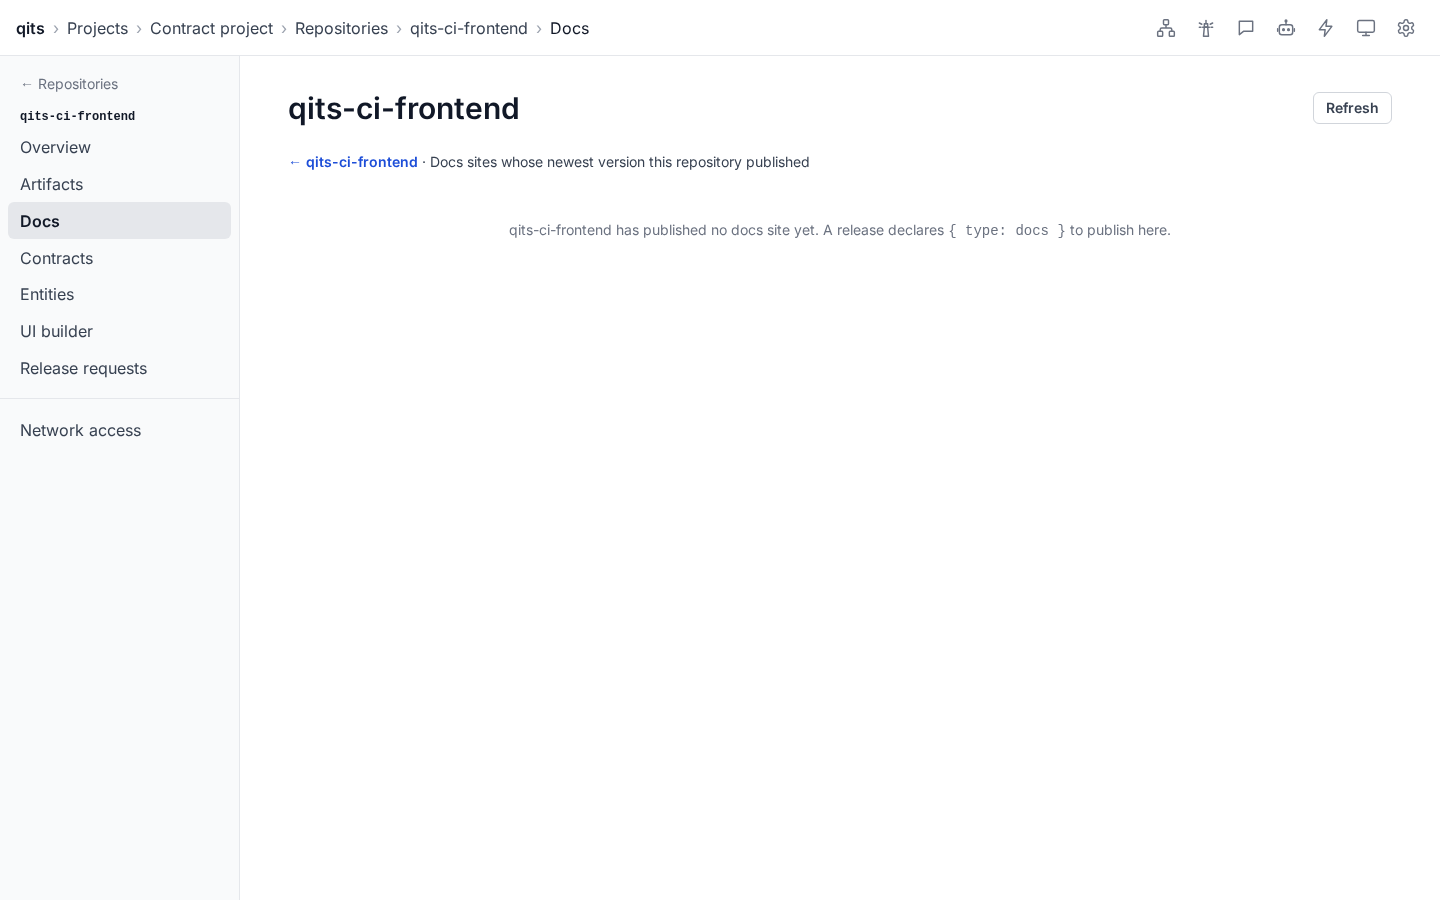 qits › Projects › Contract project › Repositories › qits-ci-frontend › Docs
← Repositories
qits-ci-frontend
Overview
Artifacts
Docs
Contracts
Entities
UI builder
Release requests
Network access
qits-ci-frontend
Refresh
← qits-ci-frontend · Docs sites whose newest version this repository published
qits-ci-frontend has published no docs site yet. A release declares { type: docs } to publish here.